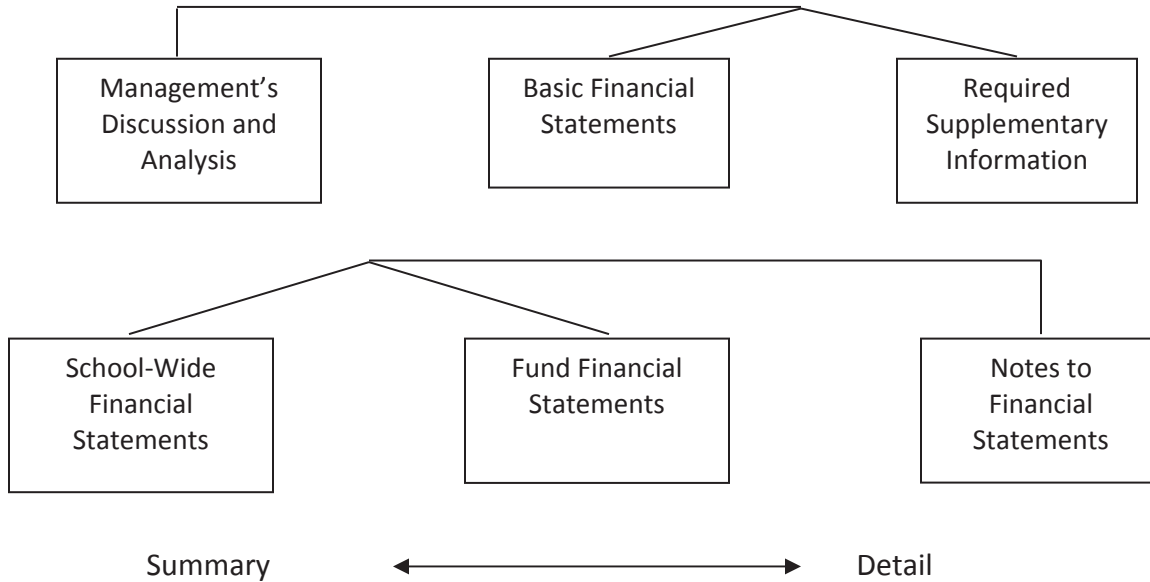 Management’s
Discussion and
Analysis
Basic Financial
Statements
Required
Supplementary
Information
School-Wide
Financial
Statements
Fund Financial
Statements
Notes to
Financial
Statements
Summary
Detail